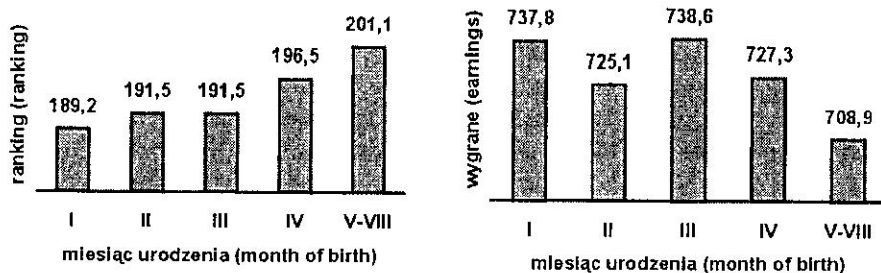 ranking (ranking)
189,2
191,5
191,5
196,5
201,1
I II III IV V-VIII
miesiąc urodzenia (month of birth)
wygrane (earnings)
737,8
725,1
738,6
727,3
708,9
I II III IV V-VIII
miesiąc urodzenia (month of birth)